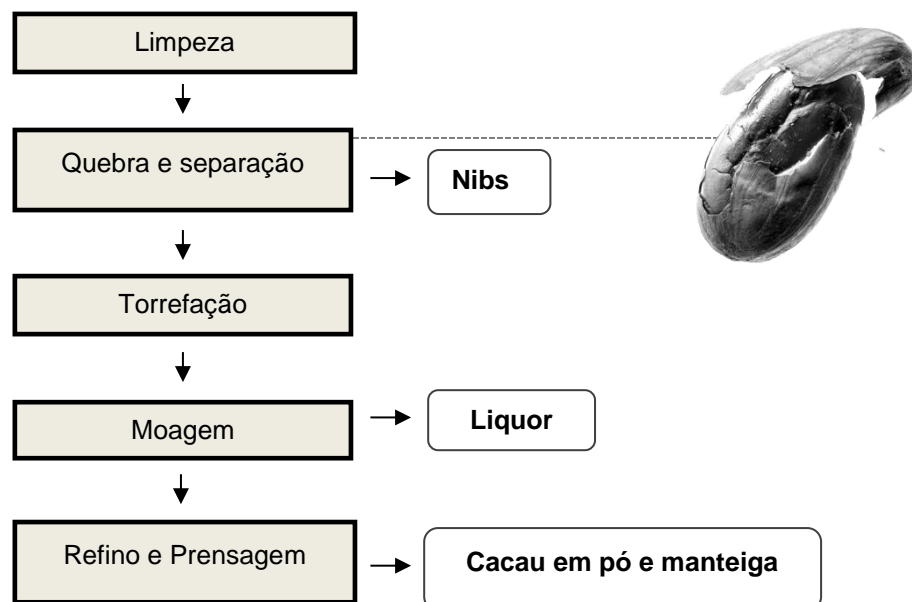 Limpeza
Quebra e separação
Nibs
Torrefação
Moagem
Liquor
Refino e Prensagem
Cacau em pó e manteiga